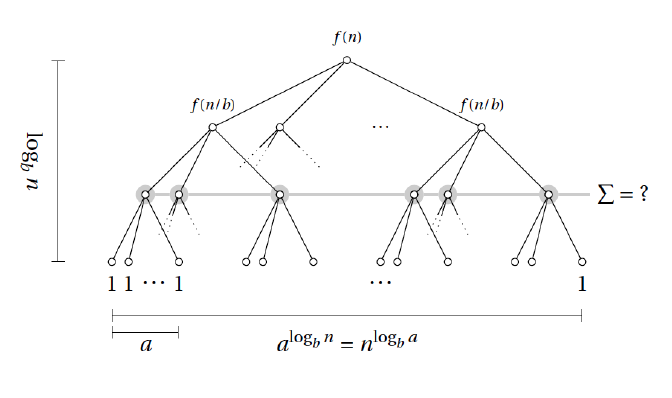 f(n)
f(n/b) f(n/b)
...
log_b n
Σ = ?
1 1 ··· 1 ··· 1
a
a^{log_b n} = n^{log_b a}